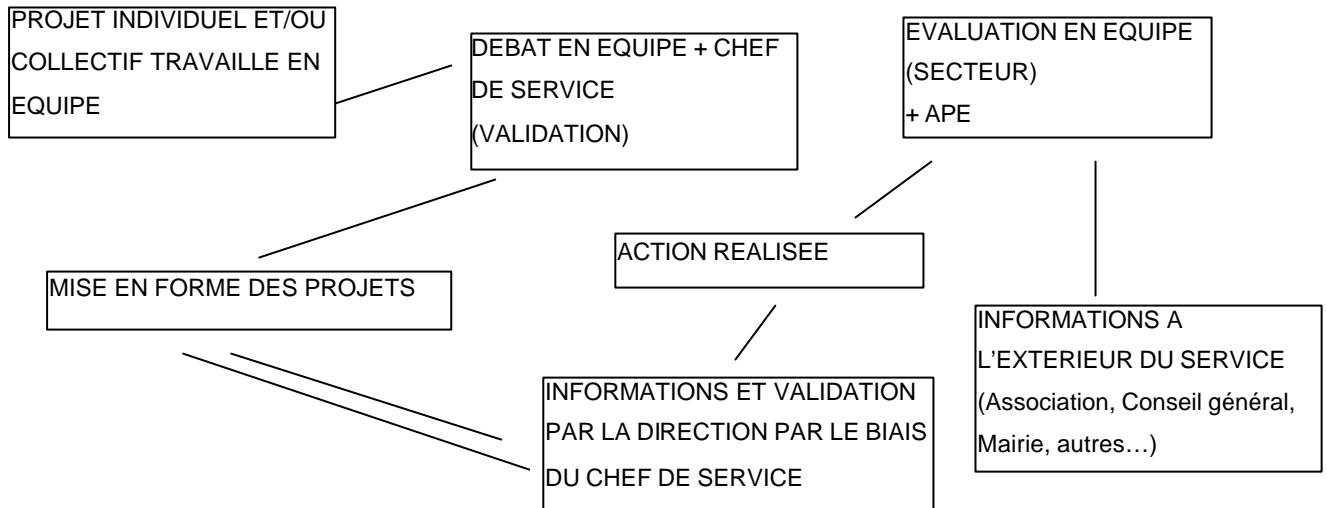 PROJET INDIVIDUEL ET/OU
COLLECTIF TRAVAILLE EN
EQUIPE
DEBAT EN EQUIPE + CHEF
DE SERVICE
(VALIDATION)
EVALUATION EN EQUIPE
(SECTEUR)
+ APE
MISE EN FORME DES PROJETS
ACTION REALISEE
INFORMATIONS ET VALIDATION
PAR LA DIRECTION PAR LE BIAIS
DU CHEF DE SERVICE
INFORMATIONS A
L'EXTERIEUR DU SERVICE
(Association, Conseil général,
Mairie, autres…)